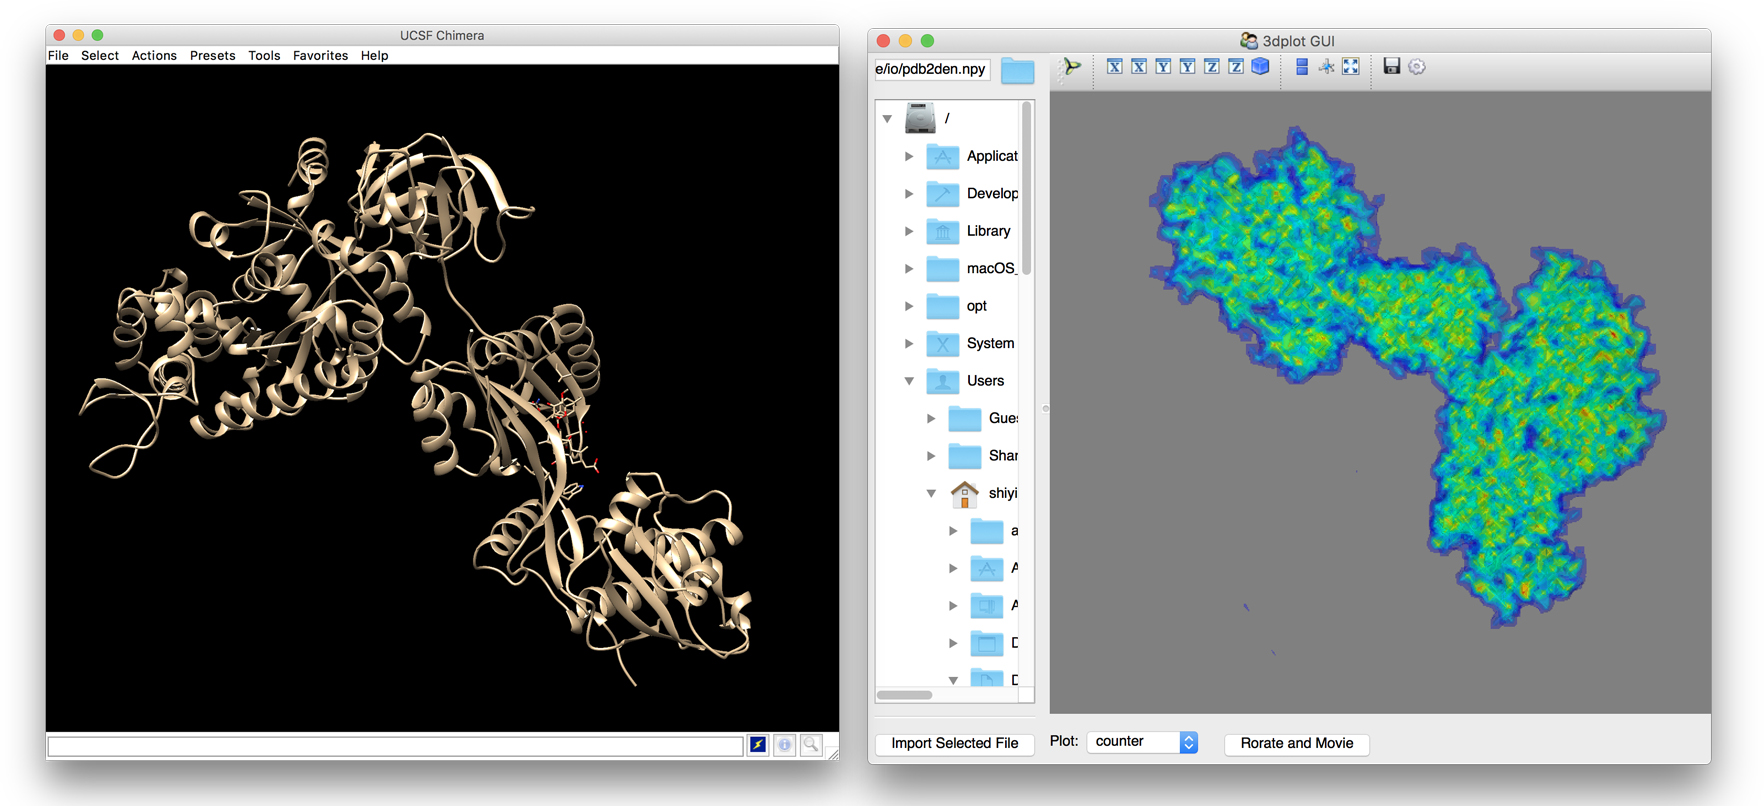 UCSF Chimera
File Select Actions Presets Tools Favorites Help
3dplot GUI
e/io/pdb2den.npy
X X Y Y Z Z
/
Applicat
Develop
Library
macOS_
opt
System
Users
Gues
Shar
shiyi
a
A
A
D
D
Import Selected File
Plot: counter
Rorate and Movie